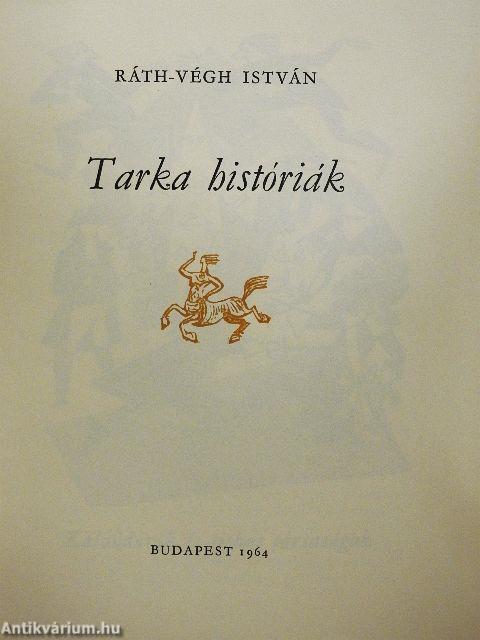 RÁTH-VÉGH ISTVÁN
Tarka históriák
BUDAPEST 1964
Antikvárium.hu